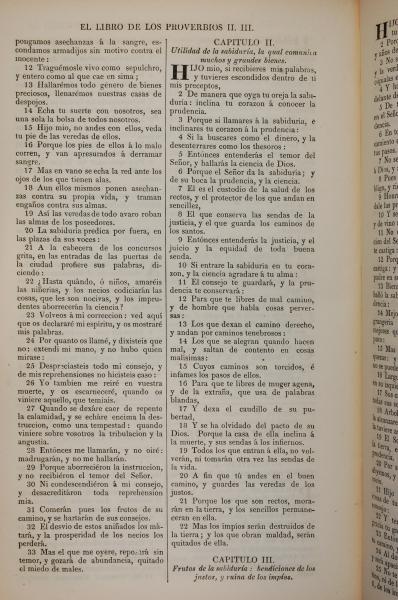 EL LIBRO DE LOS PROVERBIOS II. III.
pongamos asechanzas á la sangre, es-
condamos armadijos sin motivo contra el
inocente:
12 Traguémosle vivo como sepulchro,
y entero como al que cae en sima;
13 Hallarémos todo género de bienes
preciosos, llenarémos nuestras casas de
despojos.
14 Echa tu suerte con nosotros, sea
una sola la bolsa de todos nosotros.
15 Hijo mio, no andes con ellos, veda
tu pie de las veredas de ellos.
16 Porque los pies de ellos á lo malo
corren, y van apresurados á derramar
sangre.
17 Mas en vano se echa la red ante los
ojos de los que tienen alas.
18 Aun ellos mismos ponen asechan-
zas contra su propia vida, y traman
engaños contra sus almas.
19 Asi las veredas de todo avaro roban
las almas de los poseedores.
20 La sabiduria predica por fuera, en
las plazas da sus voces:
21 A la cabecera de los concursos
grita, en las entradas de las puertas de
la ciudad profiere sus palabras, di-
ciendo:
22 ¿Hasta quándo, ó niños, amaréis
las niñerias, y los necios codiciarán las
cosas, que les son nocivas, y los impru-
dentes aborrecerán la ciencia?
23 Volveos á mi correccion: ved aquí
que os declararé mi espiritu, y os mostraré
mis palabras.
24 Por quanto os llamé, y dixisteis que
no: extendí mi mano, y no hubo quien
mirase:
25 Despreciasteis todo mi consejo, y
de mis reprehensiones no hicisteis caso:
26 Yo tambien me reiré en vuestra
muerte, y os escarneceré, quando os
viniere aquello, que temiais.
27 Quando se dexáre caer de repente
la calamidad, y se echáre encima la des-
truccion, como una tempestad: quando
viniere sobre vosotros la tribulacion y la
angustia.
28 Entónces me llamarán, y no oiré:
madrugarán, y no me hallarán.
29 Porque aborreciéron la instruccion,
y no recibiéron el temor del Señor.
30 Ni condescendiéron á mi consejo,
y desacreditáron toda reprehension
mia.
31 Comerán pues los frutos de su
camino, y se hartarán de sus consejos.
32 El desvío de estos aniñados los ma-
tará, y la prosperidad de los necios los
perderá.
33 Mas el que me oyere, reposará sin
temor, y gozará de abundancia, quitado
el miedo de males.
CAPITULO II.
Utilidad de la sabiduría, la qual comunica
muchos y grandes bienes.
HIJO mio, si recibieres mis palabras,
y tuvieres escondidos dentro de ti
mis preceptos,
2 De manera que oyga tu oreja la sab-
iduria: inclina tu corazon á conocer la
prudencia.
3 Porque si llamares á la sabiduría, é
inclinares tu corazon á la prudencia:
4 Si la buscares como el dinero, y la
desenterrares como los thesoros:
5 Entónces entenderás el temor del
Señor, y hallarás la ciencia de Dios.
6 Porque el Señor da la sabiduria; y
de su boca la prudencia, y la ciencia.
7 El es el custodio de la salud de los
rectos, y el protector de los que andan en
sencillez,
8 El que conserva las sendas de la
justicia, y el que guarda los caminos de
los santos.
9 Entónces entenderás la justicia, y el
juicio y la equidad de toda buena
senda.
10 Si entrare la sabiduria en tu cora-
zon, y la ciencia agradare á tu alma:
11 El consejo te guardará, y la pru-
dencia te conservará:
12 Para que te libres de mal camino,
y de hombre que habla cosas perver-
sas:
13 Los que dexan el camino derecho,
y andan por caminos tenebrosos:
14 Los que se alegran quando hacen
mal, y saltan de contento en cosas
malisimas:
15 Cuyos caminos son torcidos, é
infames los pasos de ellos.
16 Para que te libres de muger agena,
y de la extraña, que usa de palabras
blandas,
17 Y dexa el caudillo de su pu-
bertad,
18 Y se ha olvidado del pacto de su
Dios. Porque la casa de ella inclina á
la muerte, y sus sendas á los infiernos.
19 Todos los que entran á ella, no vol-
verán, ni tomarán otra vez las sendas de
la vida.
20 A fin que tú andes en el buen
camino, y guardes las veredas de los
justos.
21 Porque los que son rectos, mora-
rán en la tierra, y los sencillos permane-
cerán en ella.
22 Mas los impios serán destruidos de
la tierra; y los que obran maldad, serán
quitados de ella.
CAPITULO III.
Frutos de la sabiduría: bendiciones de los
justos, y ruina de los impios.